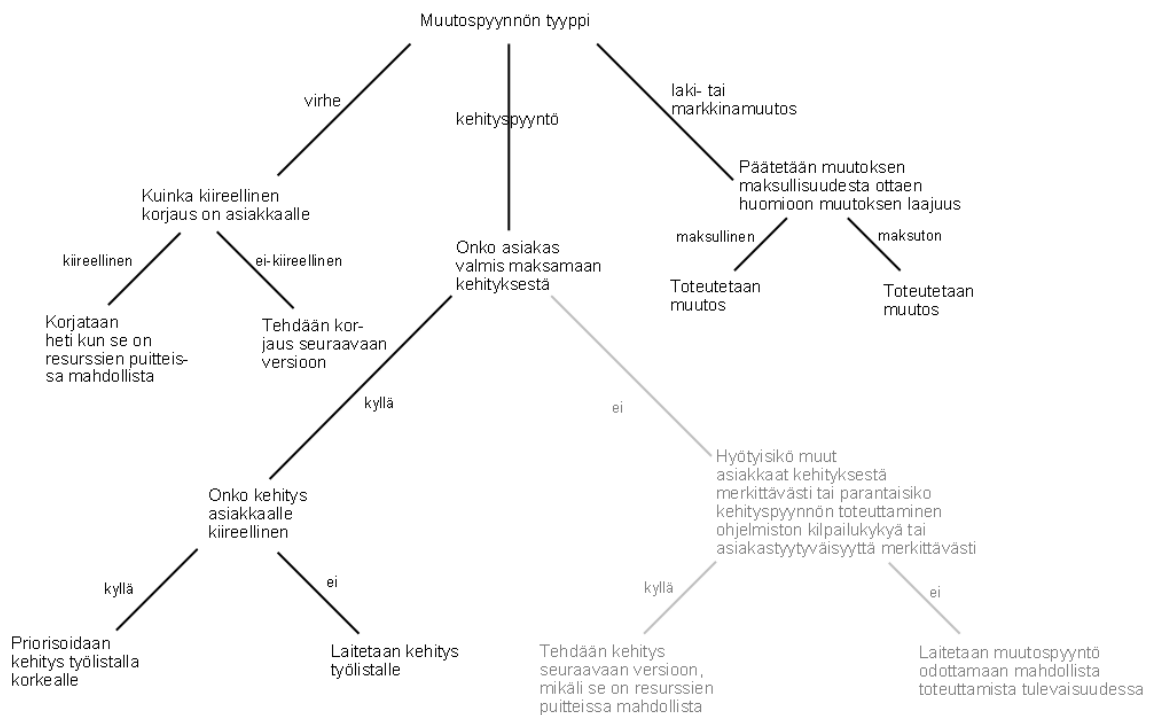 Muutospyynnön tyyppi
virhe
kehityspyyntö
laki- tai
markkinamuutos
Kuinka kiireellinen
korjaus on asiakkaalle
Päätetään muutoksen
maksullisuudesta ottaen
huomioon muutoksen laajuus
kiireellinen
ei-kiireellinen
Onko asiakas
valmis maksamaan
kehityksestä
maksullinen
maksuton
Korjataan
heti kun se on
resurssien puitteis-
sa mahdollista
Tehdään kor-
jaus seuraavaan
versioon
Toteutetaan
muutos
Toteutetaan
muutos
kyllä
ei
Onko kehitys
asiakkaalle
kiireellinen
Hyötyisikö muut
asiakkaat kehityksestä
merkittävästi tai parantaisiko
kehityspyynnön toteuttaminen
ohjelmiston kilpailukykyä tai
asiakastyytyväisyyttä merkittävästi
kyllä
ei
kyllä
ei
Priorisoidaan
kehitys työlistalla
korkealle
Laitetaan kehitys
työlistalle
Tehdään kehitys
seuraavaan versioon,
mikäli se on resurssien
puitteissa mahdollista
Laitetaan muutospyyntö
odottamaan mahdollista
toteuttamista tulevaisuudessa